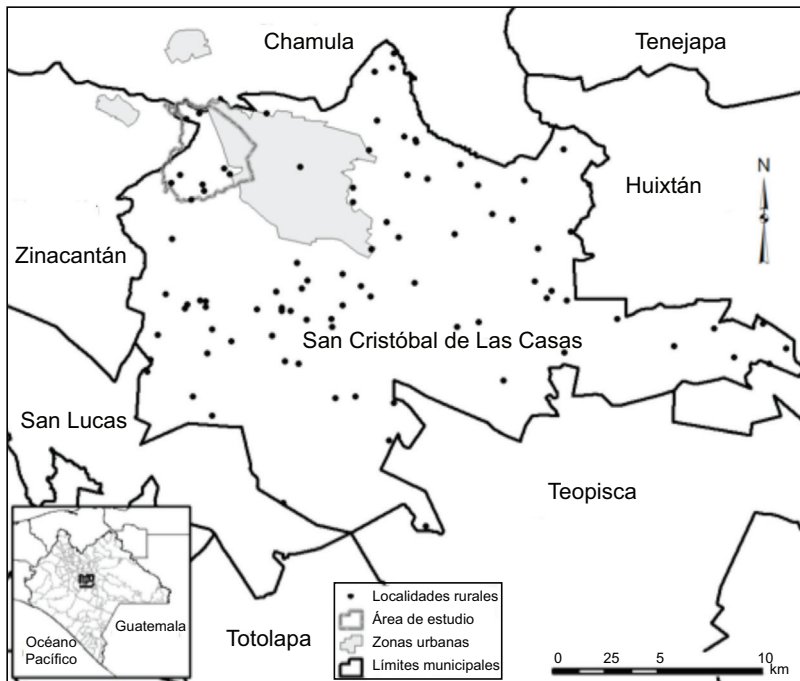 Chamula
Tenejapa
N
Huixtán
Zinacantán
San Cristóbal de Las Casas
San Lucas
Teopisca
Guatemala
Océano
Pacífico
Totolapa
Localidades rurales
Área de estudio
Zonas urbanas
Límites municipales
0 25 5 10
km